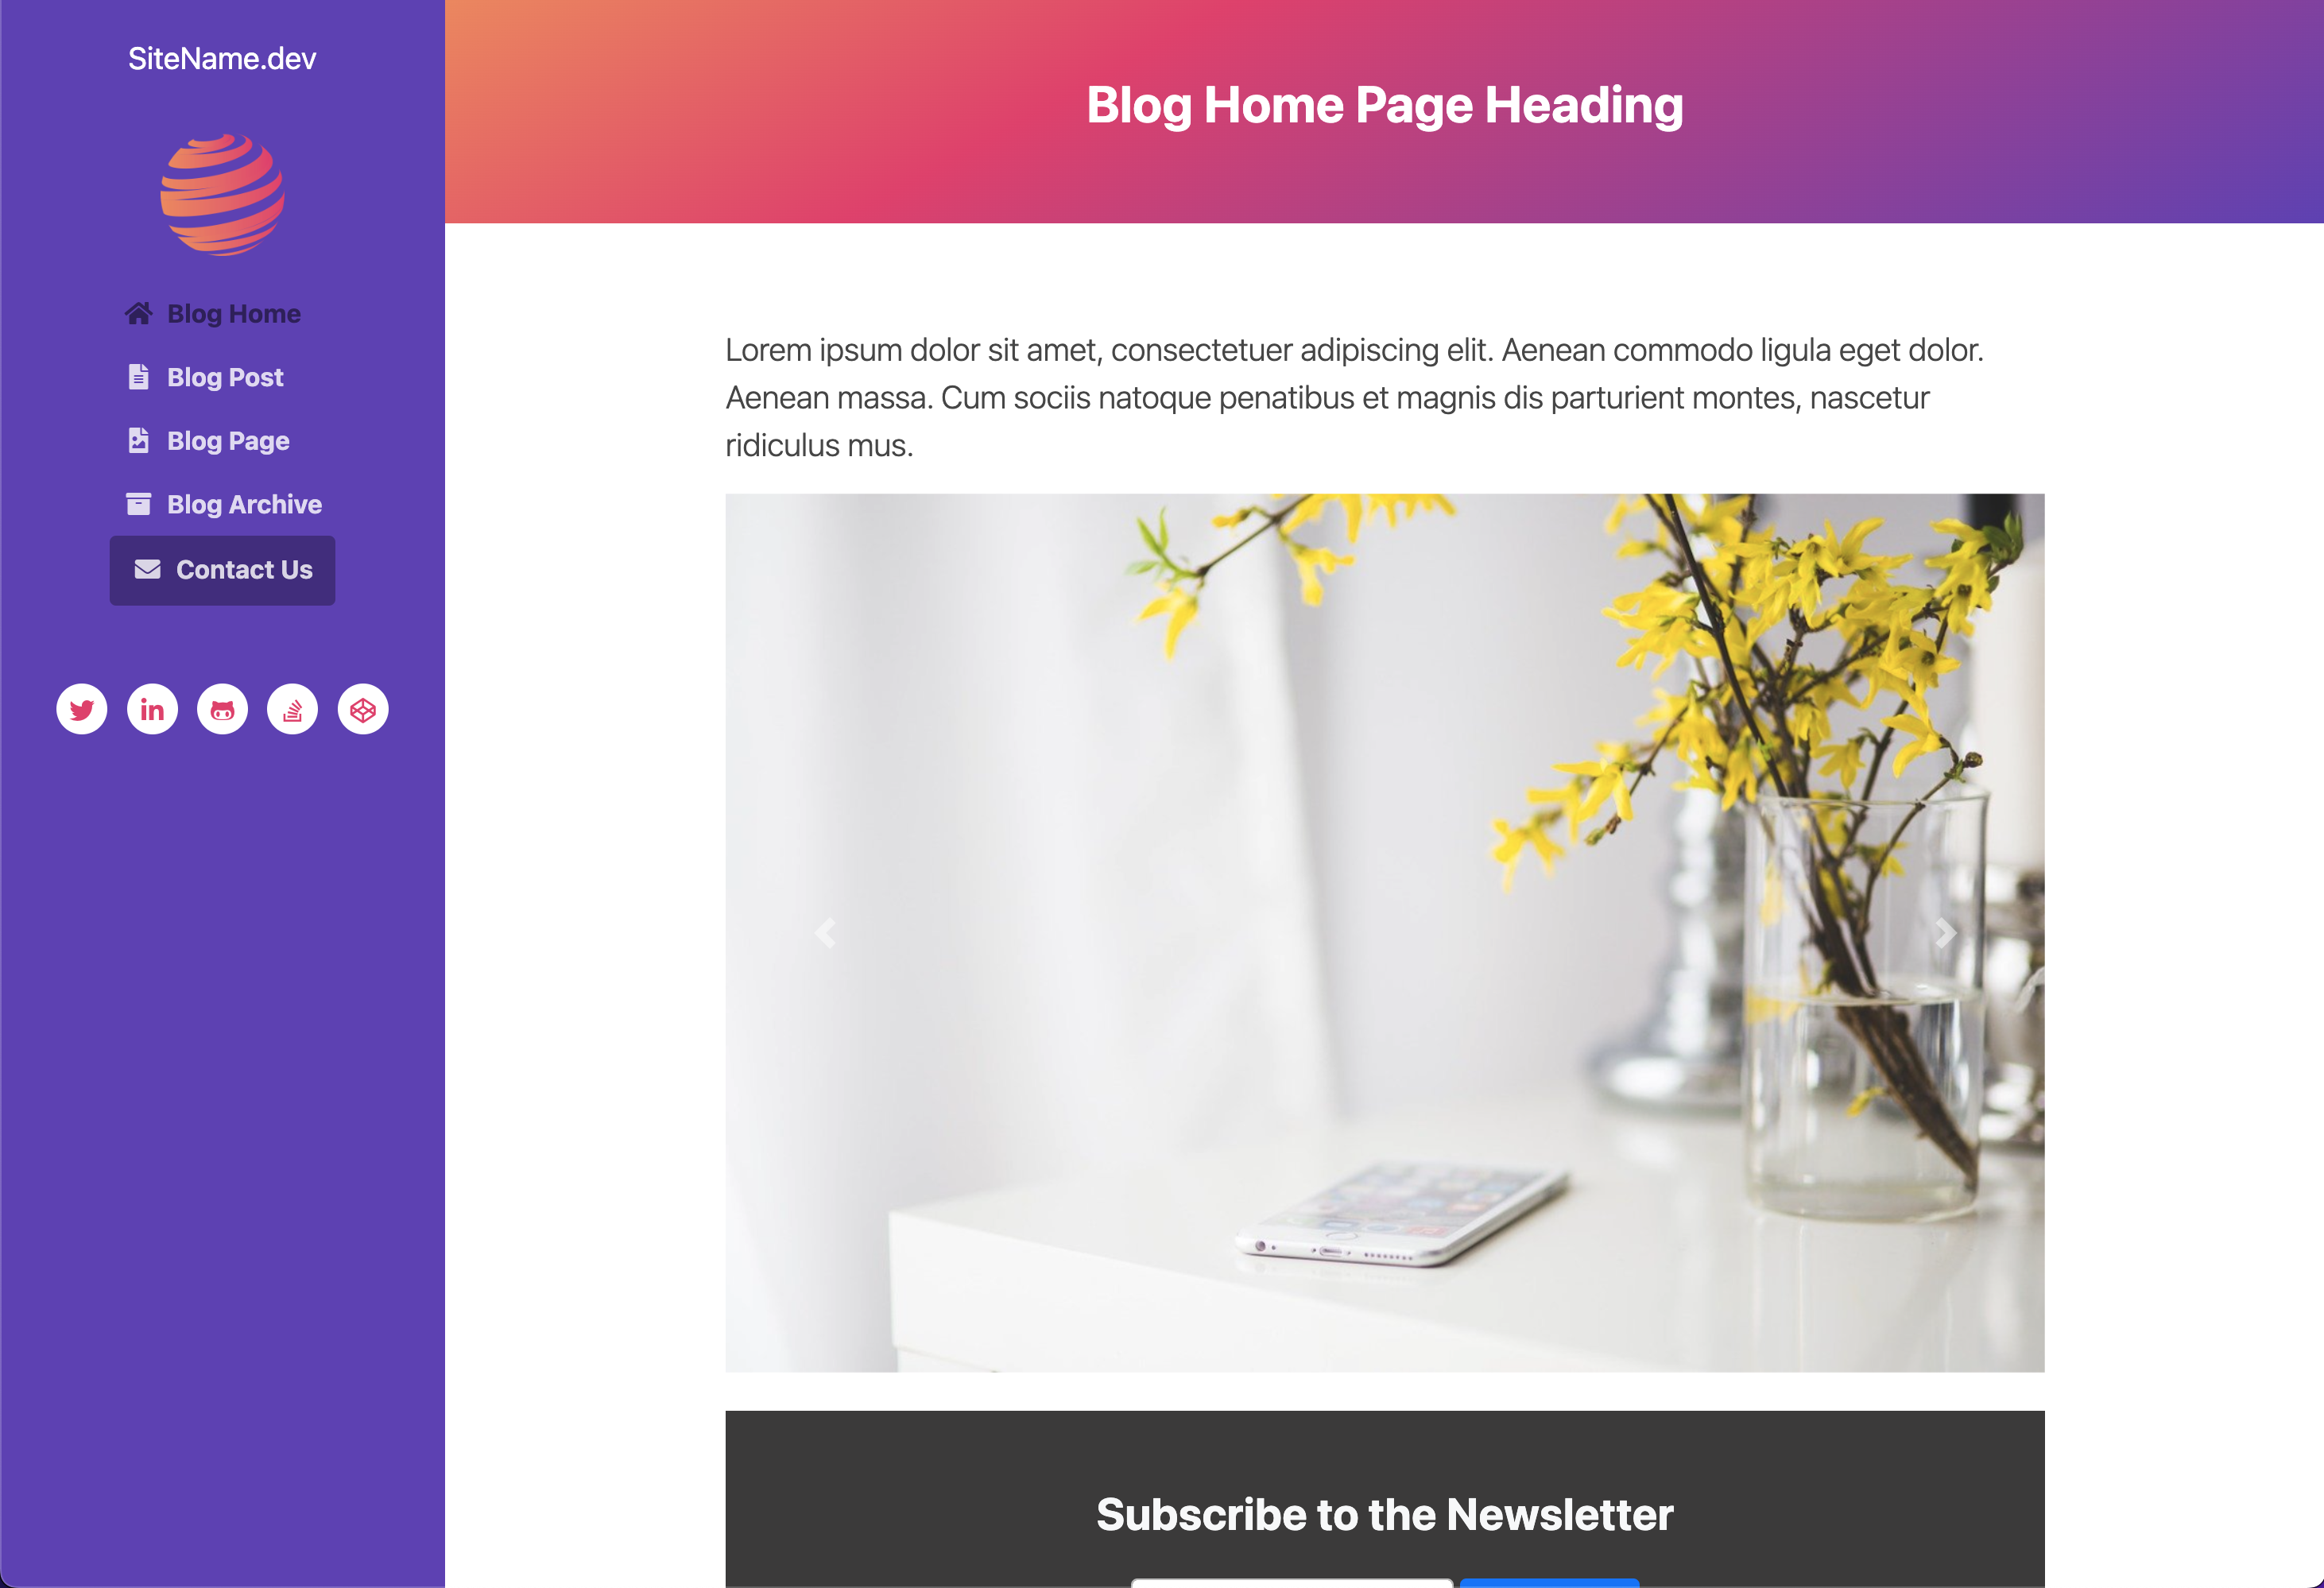 SiteName.dev
Blog Home
Blog Post
Blog Page
Blog Archive
Contact Us
Blog Home Page Heading
Lorem ipsum dolor sit amet, consectetuer adipiscing elit. Aenean commodo ligula eget dolor.
Aenean massa. Cum sociis natoque penatibus et magnis dis parturient montes, nascetur
ridiculus mus.
Subscribe to the Newsletter